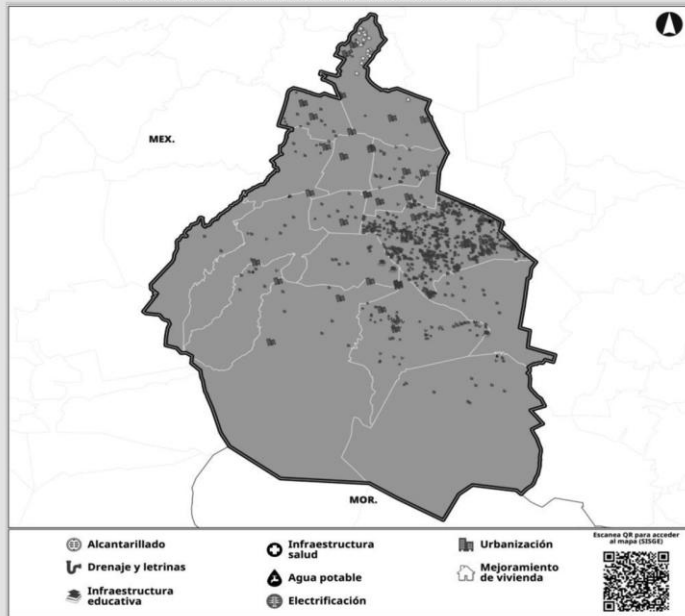 MEX.
MOR.
Alcantarillado
Drenaje y letrinas
Infraestructura
educativa
Infraestructura
salud
Agua potable
Electrificación
Urbanización
Mejoramiento
de vivienda
Escanea QR para acceder
al mapa (SISGE)